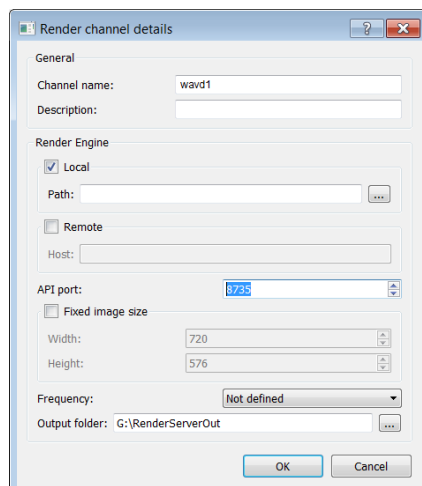 Render channel details
General
Channel name: wavd1
Description:
Render Engine
Local
Path: ...
Remote
Host:
API port: 8735
Fixed image size
Width: 720
Height: 576
Frequency: Not defined
Output folder: G:\RenderServerOut ...
OK Cancel